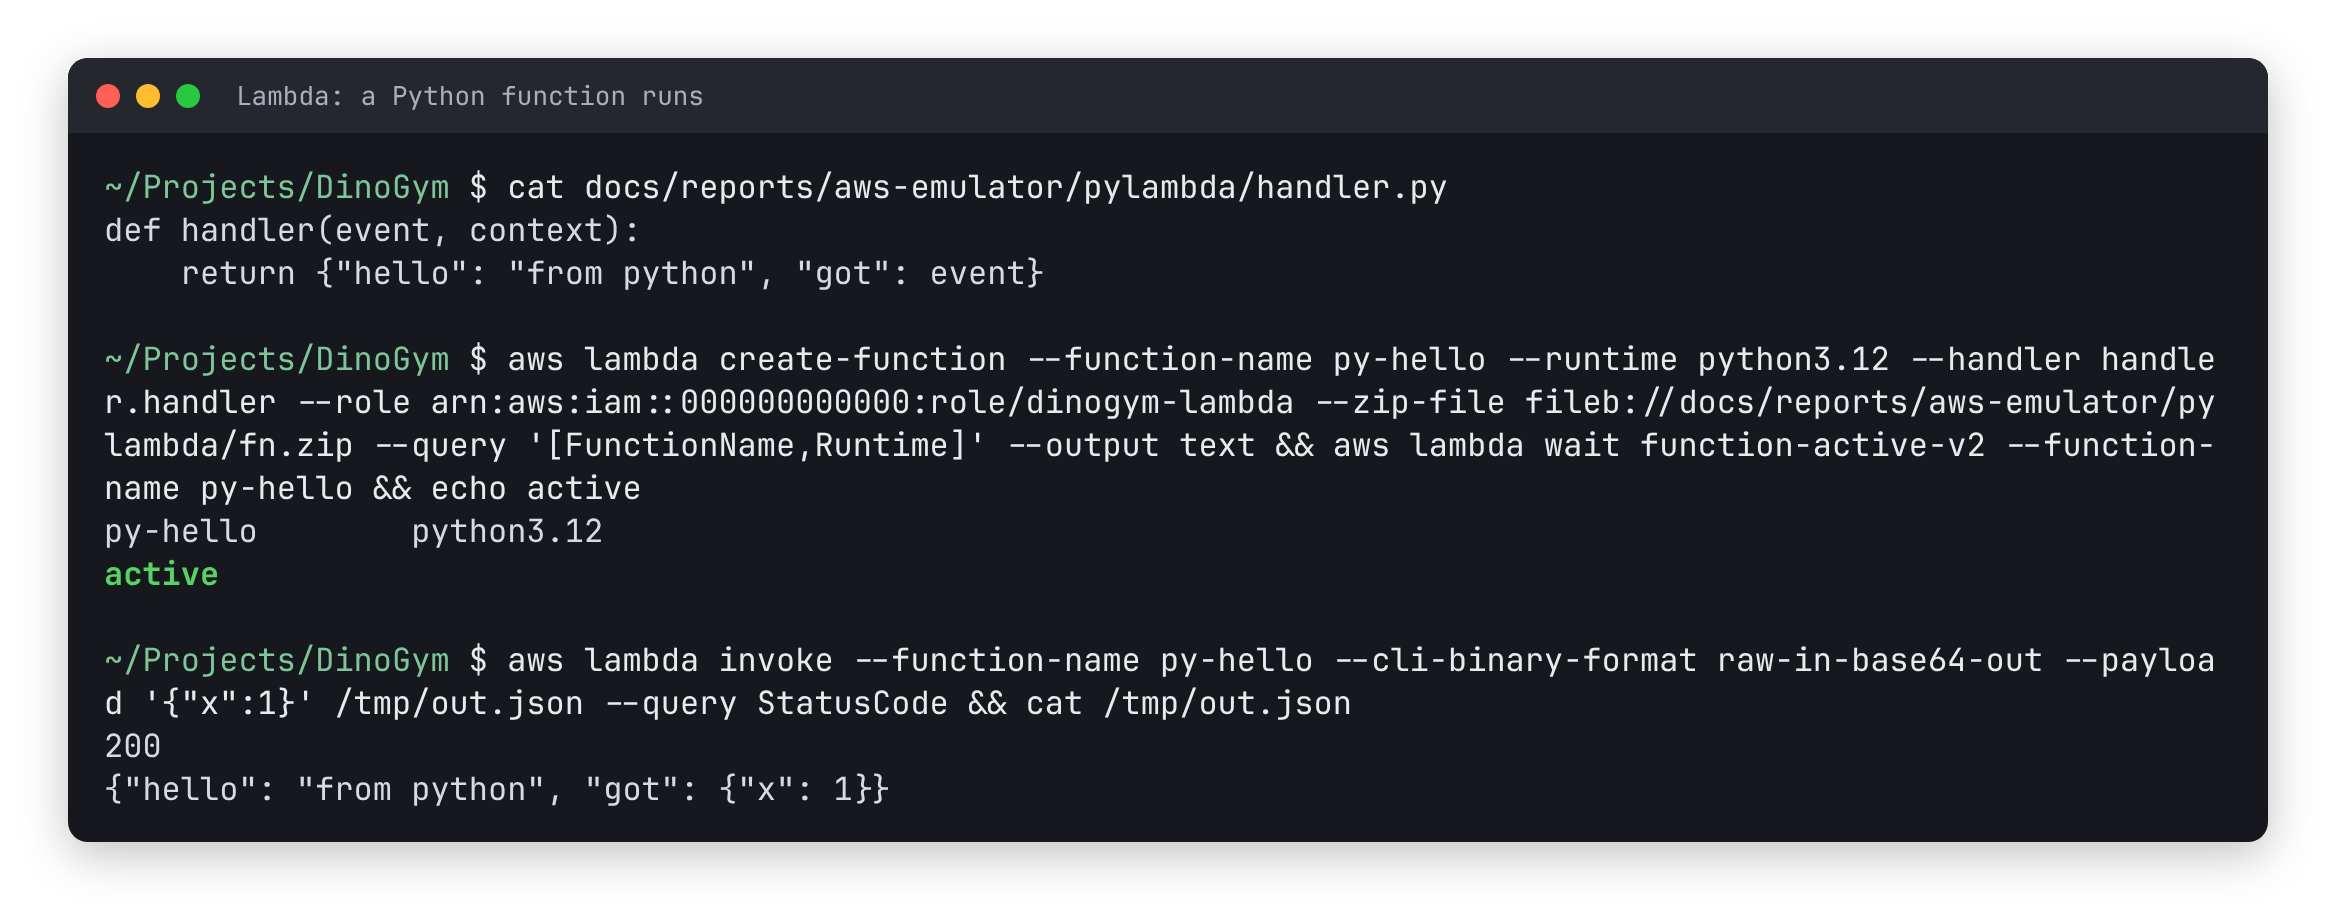 Lambda: a Python function runs
~/Projects/DinoGym $ cat docs/reports/aws-emulator/pylambda/handler.py
def handler(event, context):
    return {"hello": "from python", "got": event}
~/Projects/DinoGym $ aws lambda create-function --function-name py-hello --runtime python3.12 --handler handle
r.handler --role arn:aws:iam::000000000000:role/dinogym-lambda --zip-file fileb://docs/reports/aws-emulator/py
lambda/fn.zip --query '[FunctionName,Runtime]' --output text && aws lambda wait function-active-v2 --function-
name py-hello && echo active
py-hello        python3.12
active
~/Projects/DinoGym $ aws lambda invoke --function-name py-hello --cli-binary-format raw-in-base64-out --payloa
d '{"x":1}' /tmp/out.json --query StatusCode && cat /tmp/out.json
200
{"hello": "from python", "got": {"x": 1}}